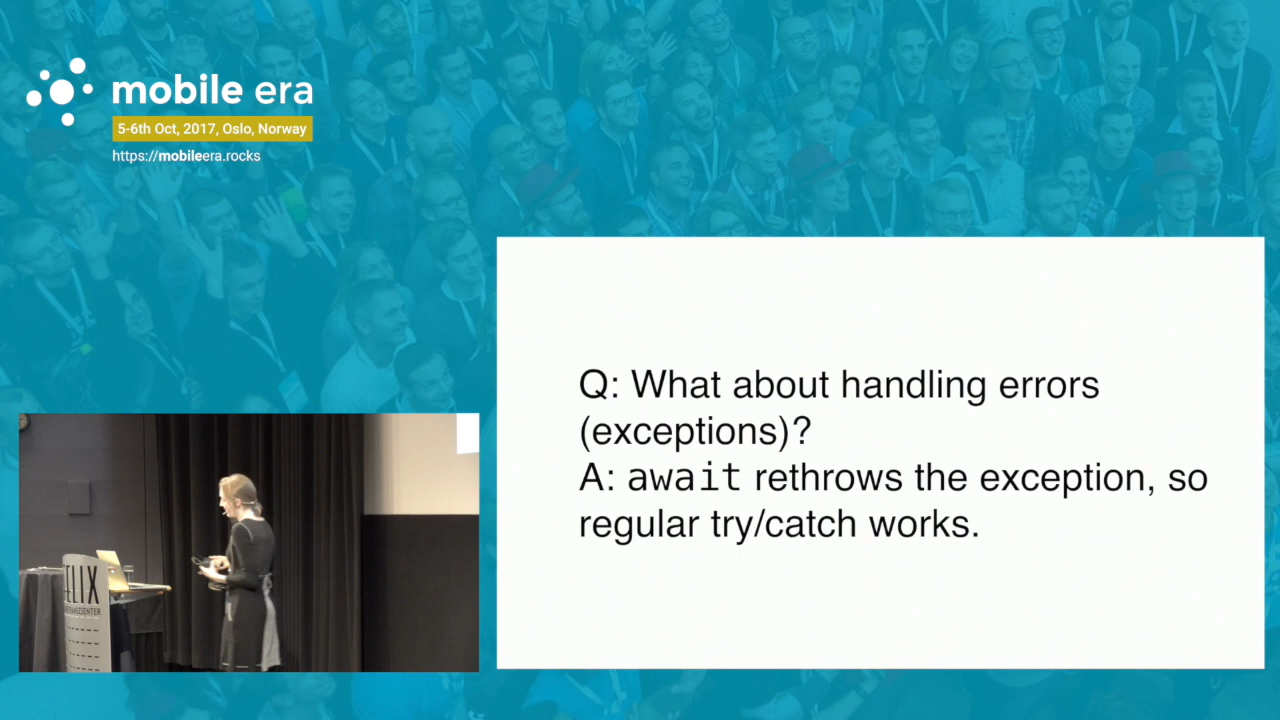 mobile era
5-6th Oct, 2017, Oslo, Norway
https://mobileera.rocks
Q: What about handling errors
(exceptions)?
A: await rethrows the exception, so
regular try/catch works.